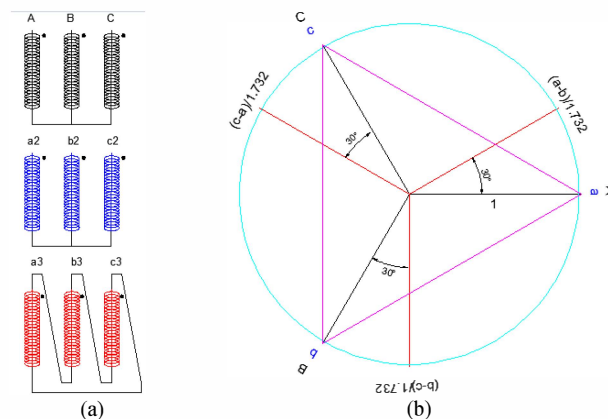 A B C
a2 b2 c2
a3 b3 c3
(a)
C
c
(c-a)/1.732
(a-b)/1.732
30°
30°
1
a
30°
b
B
(b-c)/1.732
(b)